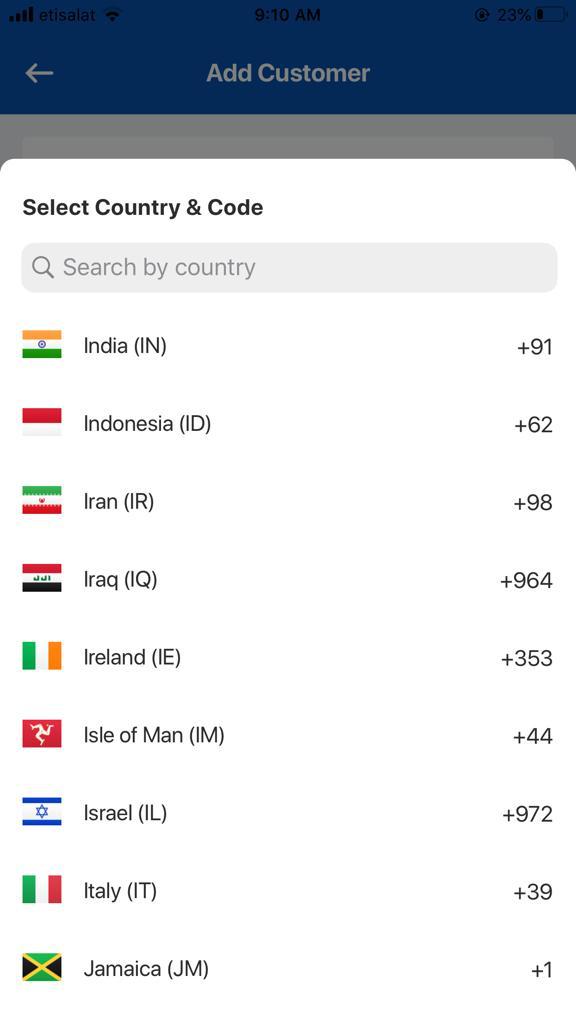 etisalat 9:10 AM 23%
Add Customer
Select Country & Code
Search by country
India (IN) +91
Indonesia (ID) +62
Iran (IR) +98
Iraq (IQ) +964
Ireland (IE) +353
Isle of Man (IM) +44
Israel (IL) +972
Italy (IT) +39
Jamaica (JM) +1